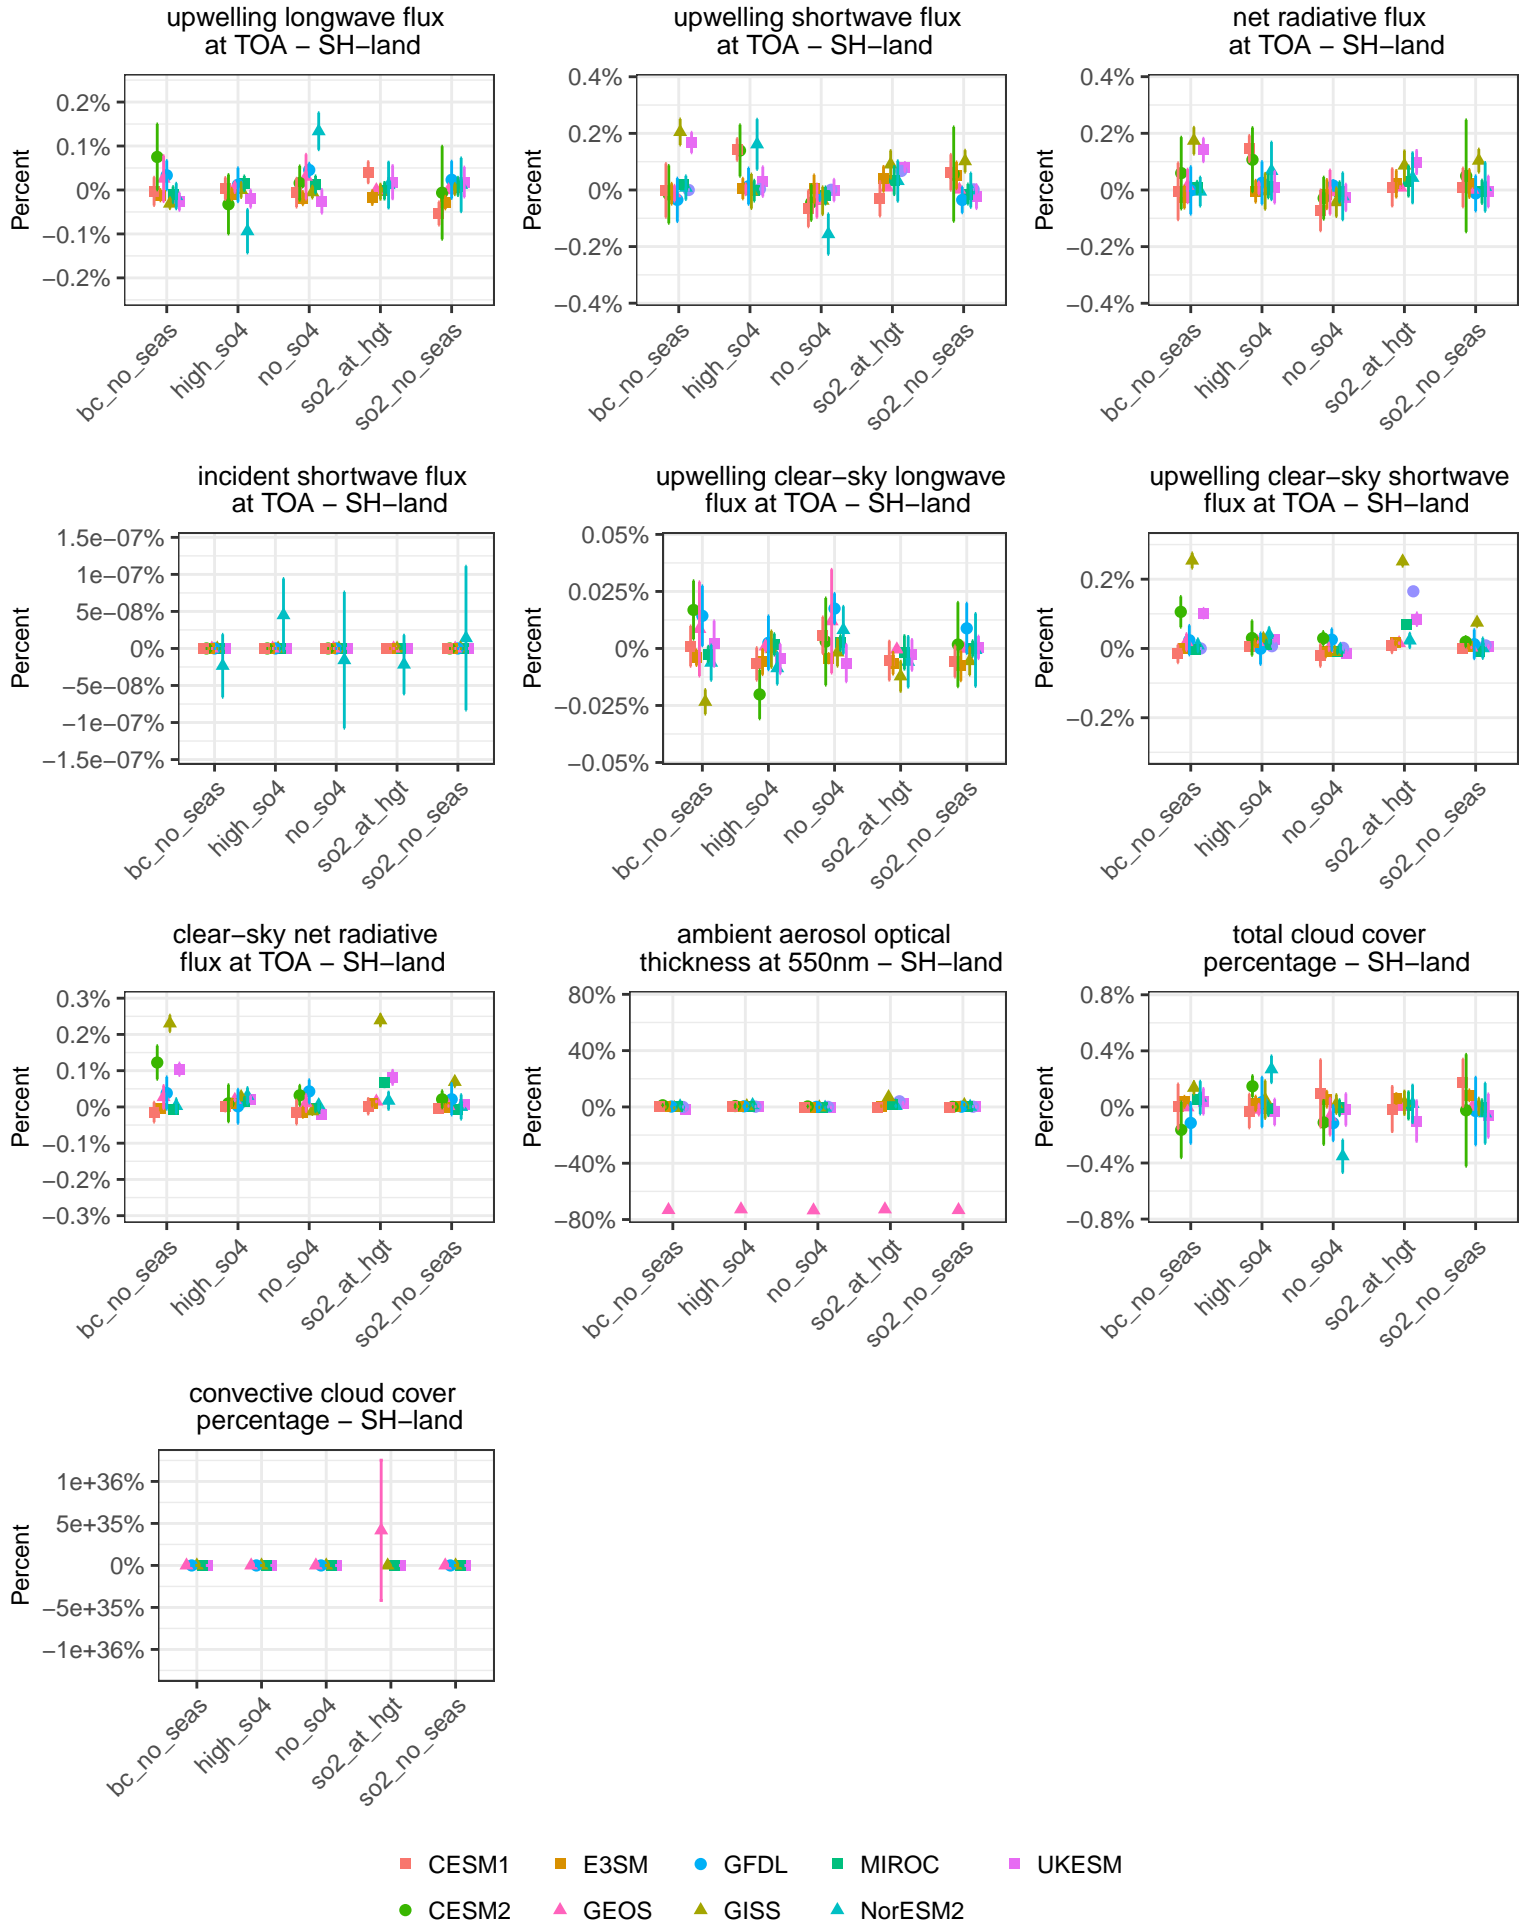 upwelling longwave flux
at TOA − SH−land
Percent
0.2%
0.1%
0%
−0.1%
−0.2%
bc_no_seas
high_so4
no_so4
so2_at_hgt
so2_no_seas
upwelling shortwave flux
at TOA − SH−land
Percent
0.4%
0.2%
0%
−0.2%
−0.4%
bc_no_seas
high_so4
no_so4
so2_at_hgt
so2_no_seas
net radiative flux
at TOA − SH−land
Percent
0.4%
0.2%
0%
−0.2%
−0.4%
bc_no_seas
high_so4
no_so4
so2_at_hgt
so2_no_seas
incident shortwave flux
at TOA − SH−land
Percent
1.5e−07%
1e−07%
5e−08%
0%
−5e−08%
−1e−07%
−1.5e−07%
bc_no_seas
high_so4
no_so4
so2_at_hgt
so2_no_seas
upwelling clear−sky longwave
flux at TOA − SH−land
Percent
0.05%
0.025%
0%
−0.025%
−0.05%
bc_no_seas
high_so4
no_so4
so2_at_hgt
so2_no_seas
upwelling clear−sky shortwave
flux at TOA − SH−land
Percent
0.2%
0%
−0.2%
bc_no_seas
high_so4
no_so4
so2_at_hgt
so2_no_seas
clear−sky net radiative
flux at TOA − SH−land
Percent
0.3%
0.2%
0.1%
0%
−0.1%
−0.2%
−0.3%
bc_no_seas
high_so4
no_so4
so2_at_hgt
so2_no_seas
ambient aerosol optical
thickness at 550nm − SH−land
Percent
80%
40%
0%
−40%
−80%
bc_no_seas
high_so4
no_so4
so2_at_hgt
so2_no_seas
total cloud cover
percentage − SH−land
Percent
0.8%
0.4%
0%
−0.4%
−0.8%
bc_no_seas
high_so4
no_so4
so2_at_hgt
so2_no_seas
convective cloud cover
percentage − SH−land
Percent
1e+36%
5e+35%
0%
−5e+35%
−1e+36%
bc_no_seas
high_so4
no_so4
so2_at_hgt
so2_no_seas
CESM1 E3SM GFDL MIROC UKESM
CESM2 GEOS GISS NorESM2